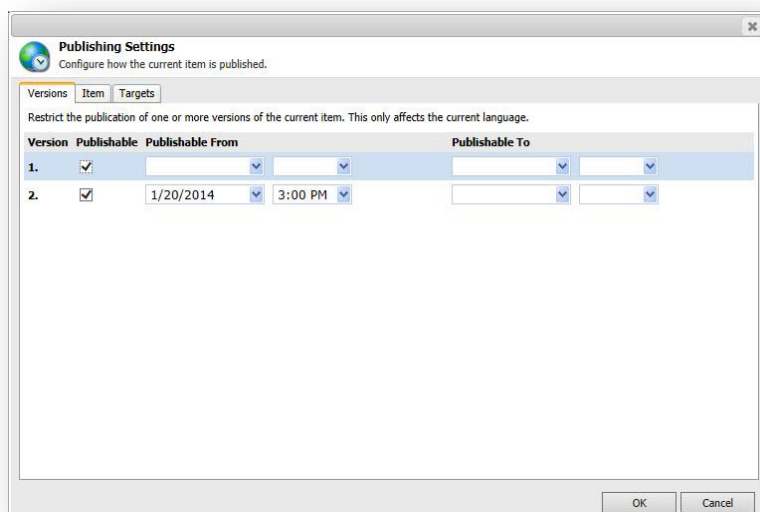 Publishing Settings
Configure how the current item is published.
Versions Item Targets
Restrict the publication of one or more versions of the current item. This only affects the current language.
Version Publishable Publishable From Publishable To
1.
2. 1/20/2014 3:00 PM
OK Cancel